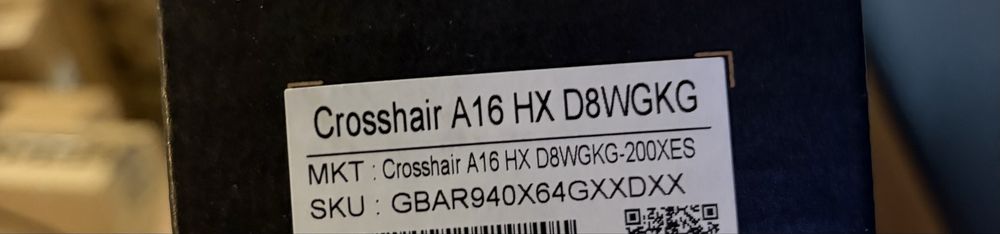 Crosshair A16 HX D8WGKG
MKT : Crosshair A16 HX D8WGKG-200XES
SKU : GBAR940X64GXXDXX